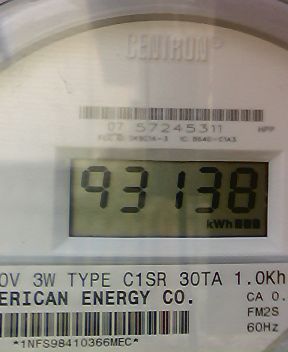 CENTRON®
07 57245311 HPP
93138
kWh
0V 3W TYPE C1SR 30TA 1.0Kh
ERICAN ENERGY CO. CA 0.
FM2S
60Hz
*1NFS98410366MEC*